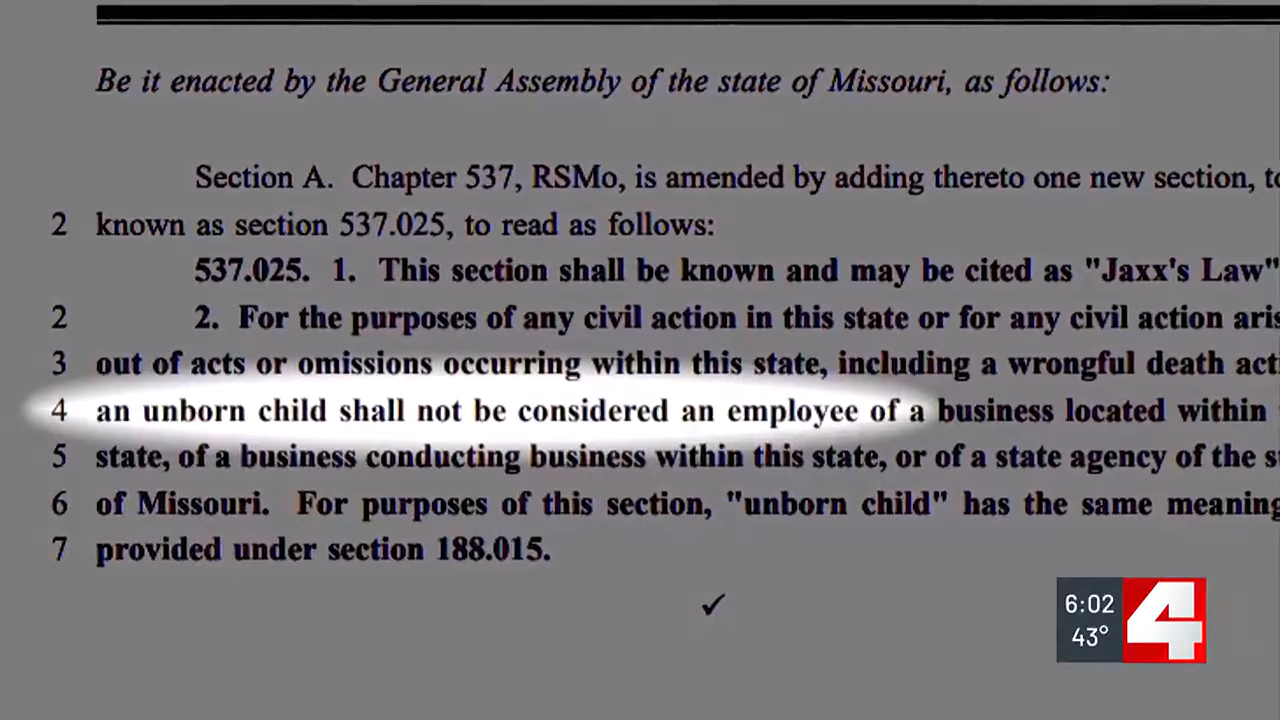 Be it enacted by the General Assembly of the state of Missouri, as follows:
Section A. Chapter 537, RSMo, is amended by adding thereto one new section, to
2 known as section 537.025, to read as follows:
537.025. 1. This section shall be known and may be cited as "Jaxx's Law"
2 2. For the purposes of any civil action in this state or for any civil action
3 out of acts or omissions occurring within this state, including a wrongful death
4 an unborn child shall not be considered an employee of a business located within
5 state, of a business conducting business within this state, or of a state agency of the
6 of Missouri. For purposes of this section, "unborn child" has the same meaning
7 provided under section 188.015.
✓
6:02
43°
4